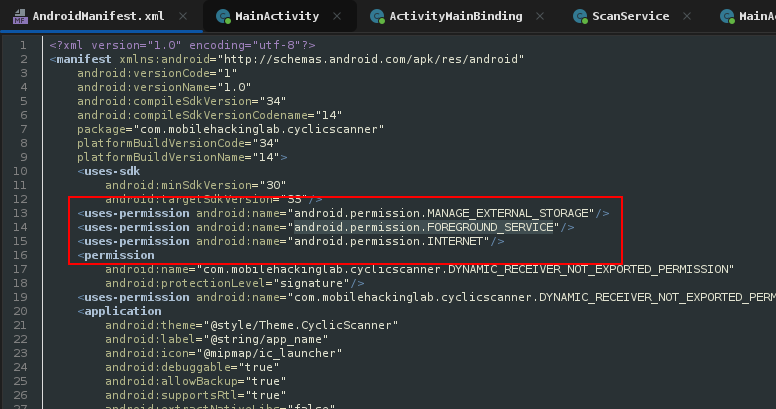 AndroidManifest.xml
MainActivity
ActivityMainBinding
ScanService
MainAc
1 <?xml version="1.0" encoding="utf-8"?>
2 <manifest xmlns:android="http://schemas.android.com/apk/res/android"
3 android:versionCode="1"
4 android:versionName="1.0"
5 android:compileSdkVersion="34"
6 android:compileSdkVersionCodename="14"
7 package="com.mobilehackinglab.cyclicscanner"
8 platformBuildVersionCode="34"
9 platformBuildVersionName="14">
10 <uses-sdk
11 android:minSdkVersion="30"
12 android:targetSdkVersion="33"/>
13 <uses-permission android:name="android.permission.MANAGE_EXTERNAL_STORAGE"/>
14 <uses-permission android:name="android.permission.FOREGROUND_SERVICE"/>
15 <uses-permission android:name="android.permission.INTERNET"/>
16 <permission
17 android:name="com.mobilehackinglab.cyclicscanner.DYNAMIC_RECEIVER_NOT_EXPORTED_PERMISSION"
18 android:protectionLevel="signature"/>
19 <uses-permission android:name="com.mobilehackinglab.cyclicscanner.DYNAMIC_RECEIVER_NOT_EXPORTED_PERM
20 <application
21 android:theme="@style/Theme.CyclicScanner"
22 android:label="@string/app_name"
23 android:icon="@mipmap/ic_launcher"
24 android:debuggable="true"
25 android:allowBackup="true"
26 android:supportsRtl="true"
27 android:extractNativeLibs="false"